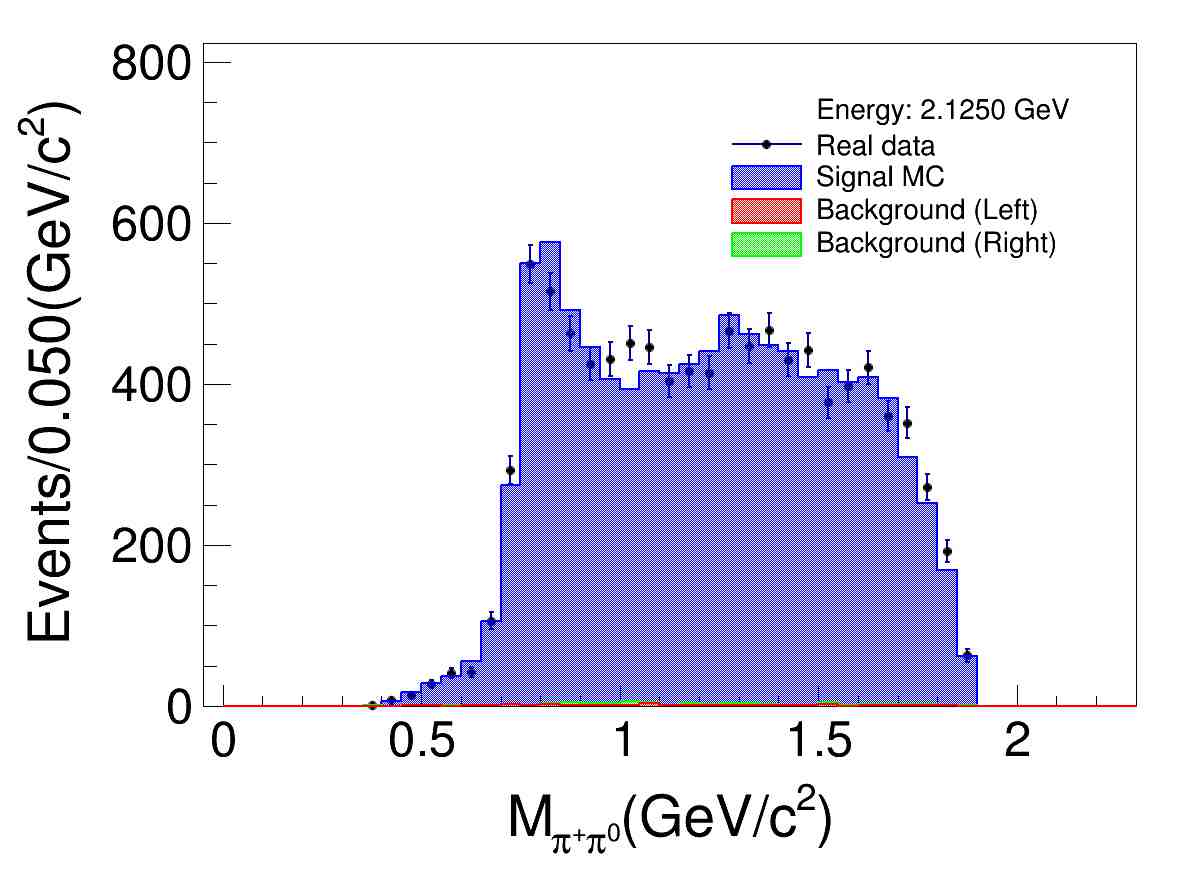 800
600
400
200
0
Events/0.050(GeV/c²)
Energy: 2.1250 GeV
Real data
Signal MC
Background (Left)
Background (Right)
0 0.5 1 1.5 2
M_π⁺π⁰(GeV/c²)